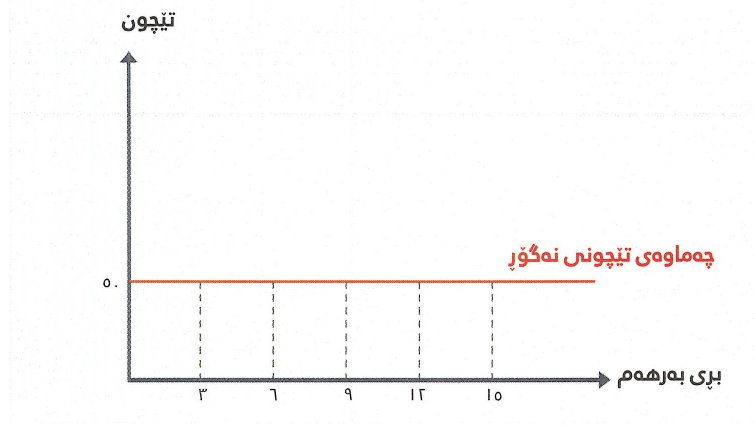 تێچون
چەماوەی تێچونی نەگۆڕ
٥٠
بڕی بەرهەم
٣ ٦ ٩ ١٢ ١٥